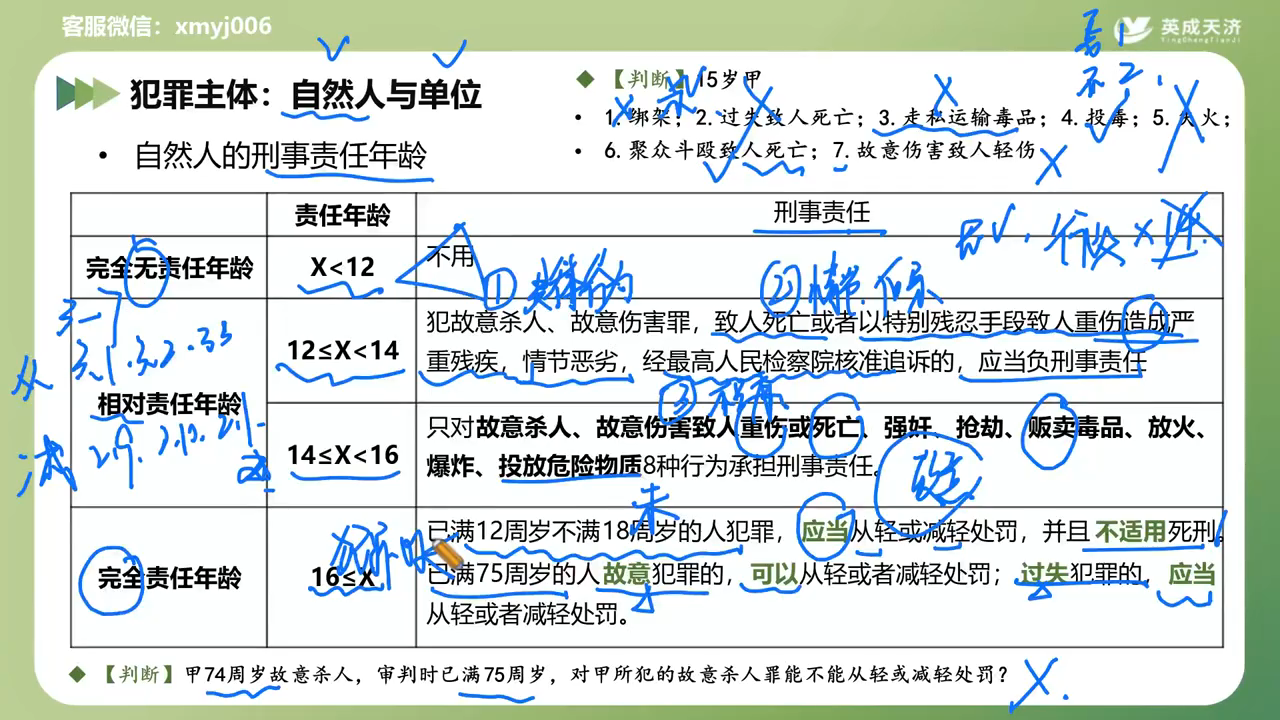 客服微信：xmyj006
英成天济
YingChengTianJi
犯罪主体：自然人与单位
• 自然人的刑事责任年龄
◆ 【判断】15岁甲
• 1.绑架；2.过失致人死亡；3.走私运输毒品；4.投毒；5.失火；
• 6.聚众斗殴致人死亡；7.故意伤害致人轻伤
责任年龄
刑事责任
完全无责任年龄
X<12
不用
相对责任年龄
12≤X<14
犯故意杀人、故意伤害罪，致人死亡或者以特别残忍手段致人重伤造成严
重残疾，情节恶劣，经最高人民检察院核准追诉的，应当负刑事责任
14≤X<16
只对故意杀人、故意伤害致人重伤或死亡、强奸、抢劫、贩卖毒品、放火、
爆炸、投放危险物质8种行为承担刑事责任。
完全责任年龄
16≤X
已满12周岁不满18周岁的人犯罪，应当从轻或减轻处罚，并且 不适用死刑。
已满75周岁的人故意犯罪的，可以从轻或者减轻处罚；过失犯罪的，应当
从轻或者减轻处罚。
◆ 【判断】甲74周岁故意杀人，审判时已满75周岁，对甲所犯的故意杀人罪能不能从轻或减轻处罚？
①
②
③
3.1.3.2.3.3
从
减
未